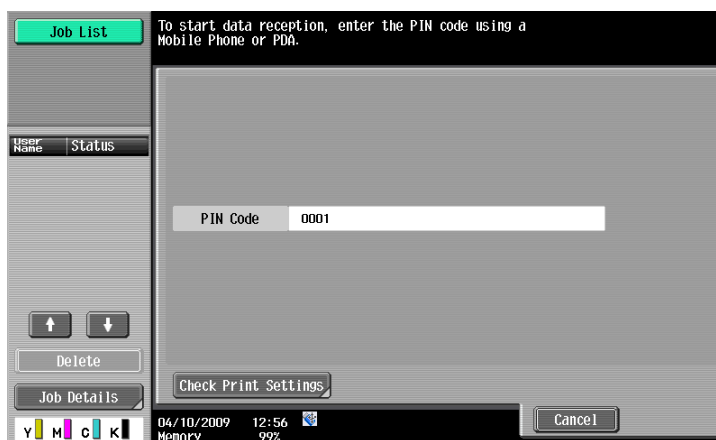 Job List
To start data reception, enter the PIN code using a
Mobile Phone or PDA.
User
Name
Status
PIN Code
0001
Delete
Check Print Settings
Job Details
Y M C K
04/10/2009 12:56
Memory 99%
Cancel